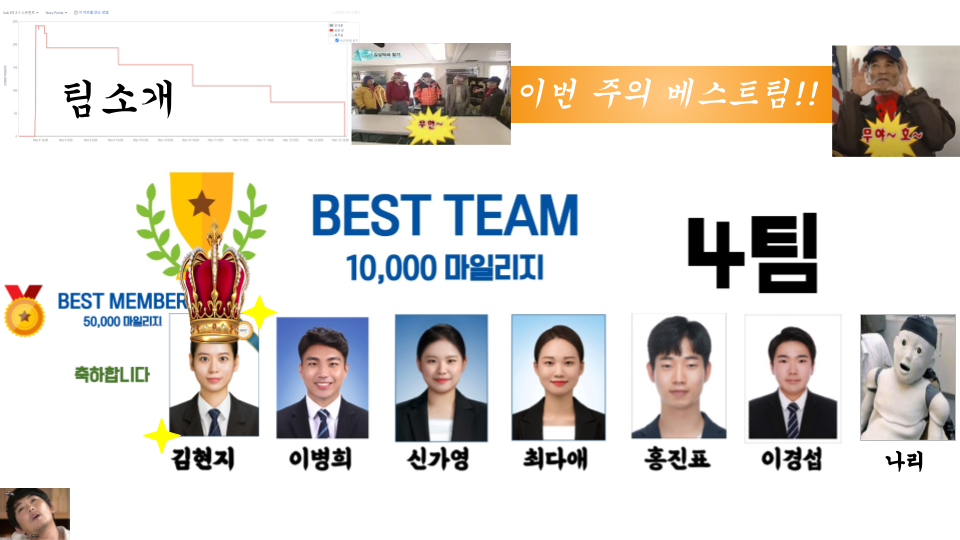 팀소개
우앤~
이번 주의 베스트팀!!
무야~ 호~
BEST TEAM
10,000 마일리지
4팀
BEST MEMBER
50,000 마일리지
축하합니다
김현지
이병희
신가영
최다애
홍진표
이경섭
나리